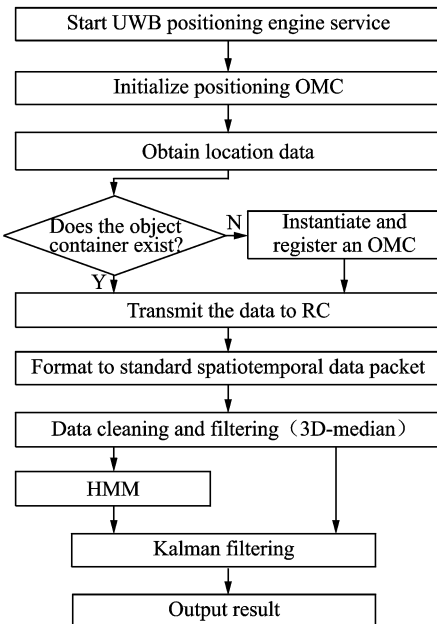 Start UWB positioning engine service
Initialize positioning OMC
Obtain location data
Does the object
container exist?
N
Instantiate and
register an OMC
Y
Transmit the data to RC
Format to standard spatiotemporal data packet
Data cleaning and filtering（3D-median）
HMM
Kalman filtering
Output result